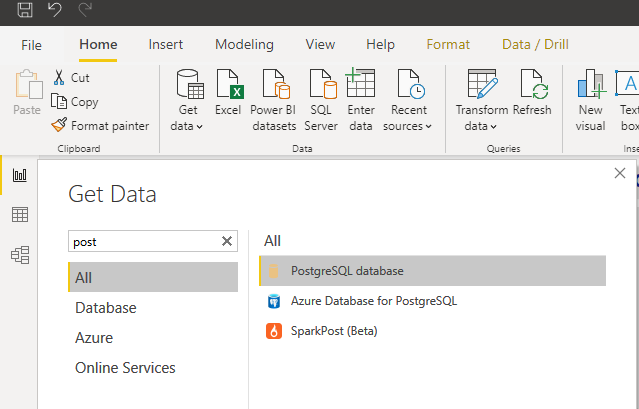 File Home Insert Modeling View Help Format Data / Drill
Paste Cut Copy Format painter
Get data Excel Power BI datasets SQL Server Enter data Recent sources Transform data Refresh New visual Text box
Clipboard Data Queries Inse
Get Data
post
All
Database
Azure
Online Services
All
PostgreSQL database
Azure Database for PostgreSQL
SparkPost (Beta)